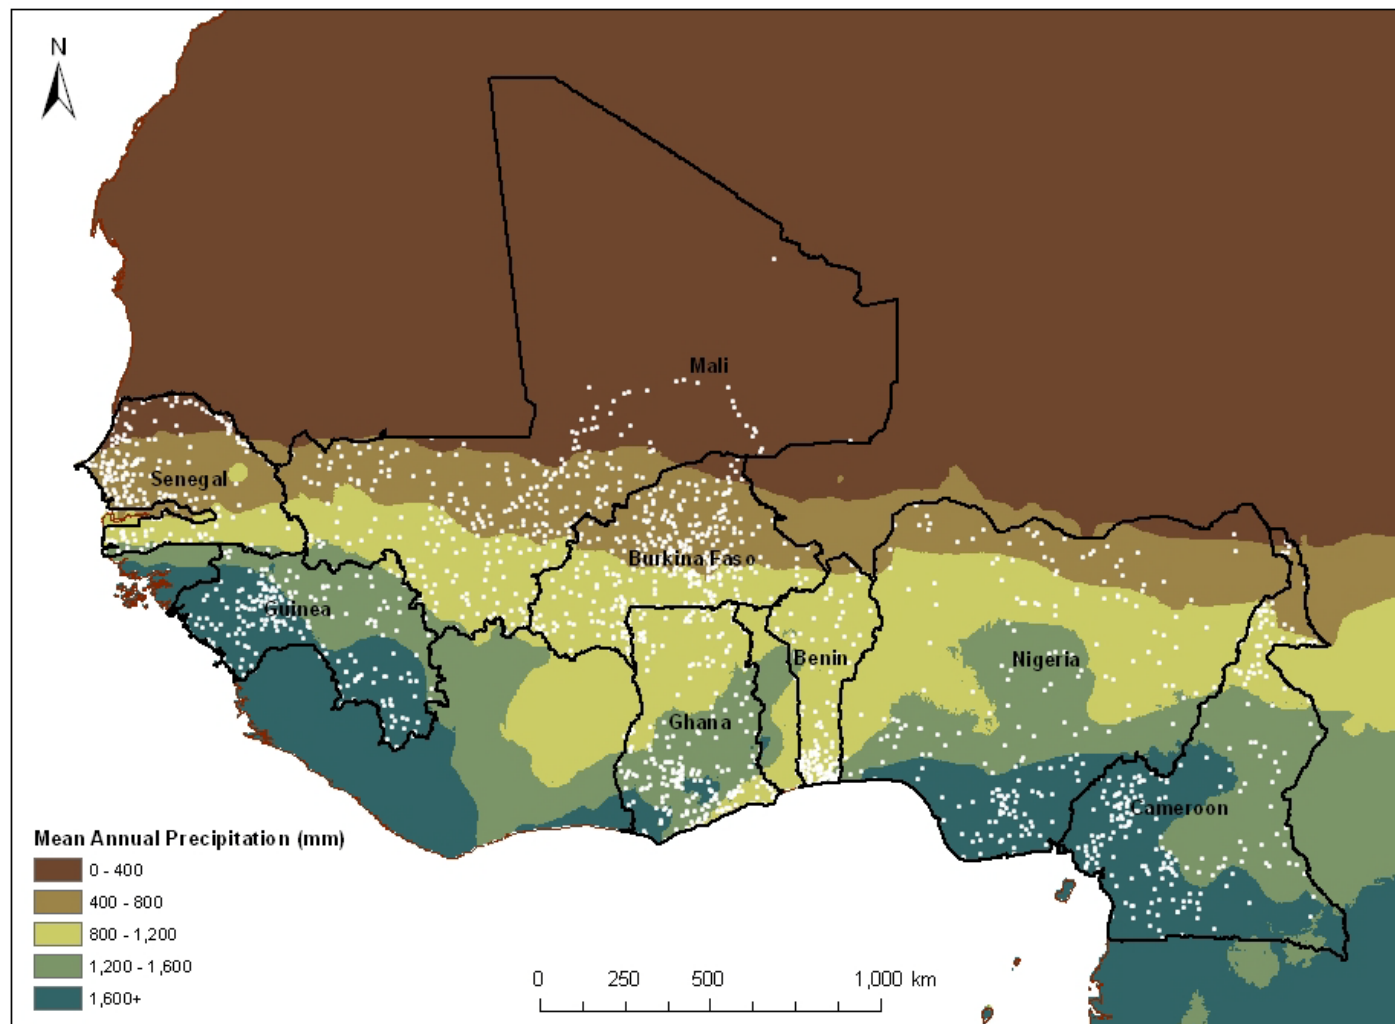 N
Mali
Senegal
Burkina Faso
Guinea
Benin
Nigeria
Ghana
Cameroon
Mean Annual Precipitation (mm)
0 - 400
400 - 800
800 - 1,200
1,200 - 1,600
1,600+
0 250 500 1,000 km